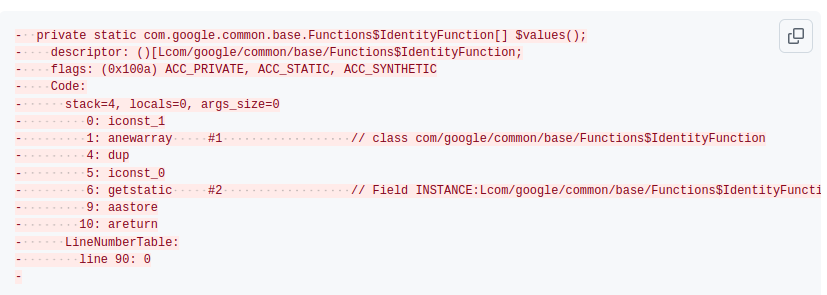 -  private static com.google.common.base.Functions$IdentityFunction[] $values();
-    descriptor: ()[Lcom/google/common/base/Functions$IdentityFunction;
-    flags: (0x100a) ACC_PRIVATE, ACC_STATIC, ACC_SYNTHETIC
-    Code:
-      stack=4, locals=0, args_size=0
-         0: iconst_1
-         1: anewarray     #1                  // class com/google/common/base/Functions$IdentityFunction
-         4: dup
-         5: iconst_0
-         6: getstatic     #2                  // Field INSTANCE:Lcom/google/common/base/Functions$IdentityFuncti
-         9: aastore
-        10: areturn
-      LineNumberTable:
-        line 90: 0
-